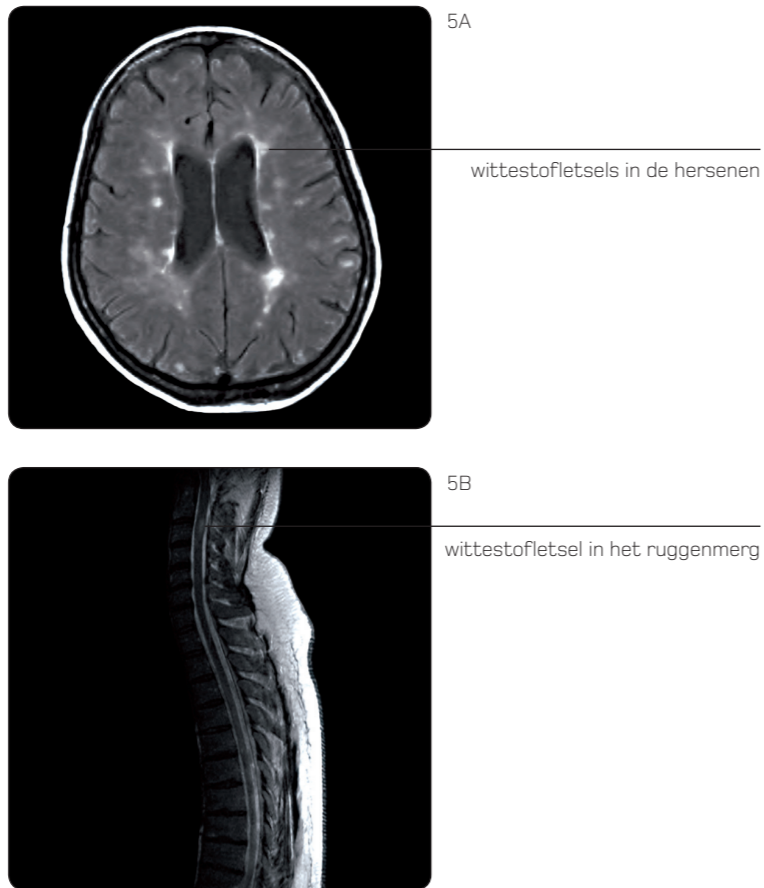 5A
wittestofletsels in de hersenen
5B
wittestofletsel in het ruggenmerg